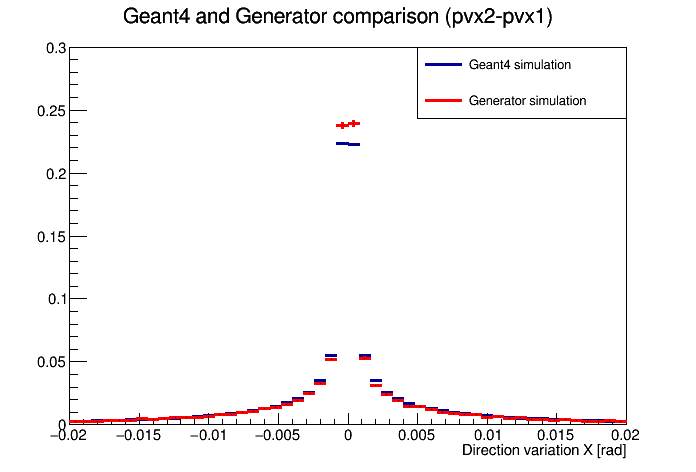 Geant4 and Generator comparison (pvx2-pvx1)
0.3
Geant4 simulation
Generator simulation
0.25
0.2
0.15
0.1
0.05
0
−0.02 −0.015 −0.01 −0.005 0 0.005 0.01 0.015 0.02
Direction variation X [rad]